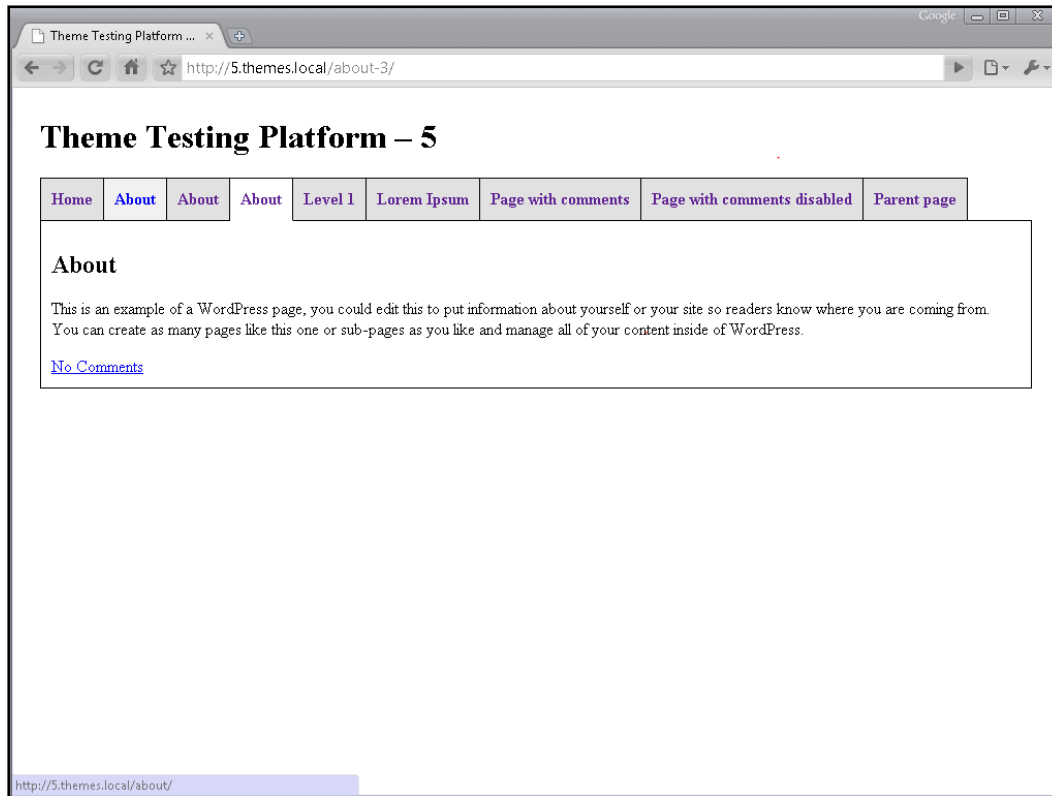 Google
Theme Testing Platform ...
http://5.themes.local/about-3/
Theme Testing Platform – 5
Home About About About Level 1 Lorem Ipsum Page with comments Page with comments disabled Parent page
About
This is an example of a WordPress page, you could edit this to put information about yourself or your site so readers know where you are coming from.
You can create as many pages like this one or sub-pages as you like and manage all of your content inside of WordPress.
No Comments
http://5.themes.local/about/